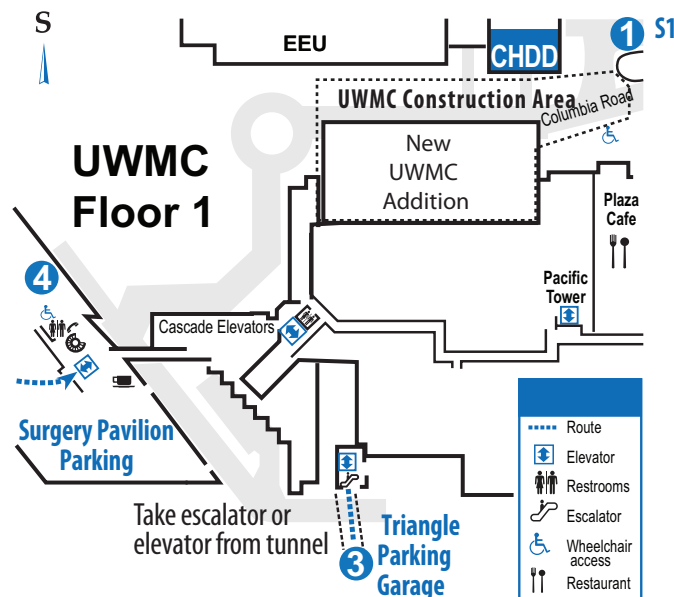 S
EEU
CHDD
1 S1
UWMC Construction Area
Columbia Road
New
UWMC
Addition
UWMC
Floor 1
Plaza
Cafe
4
Pacific
Tower
Cascade Elevators
Surgery Pavilion
Parking
Take escalator or
elevator from tunnel
3
Triangle
Parking
Garage
Route
Elevator
Restrooms
Escalator
Wheelchair
access
Restaurant